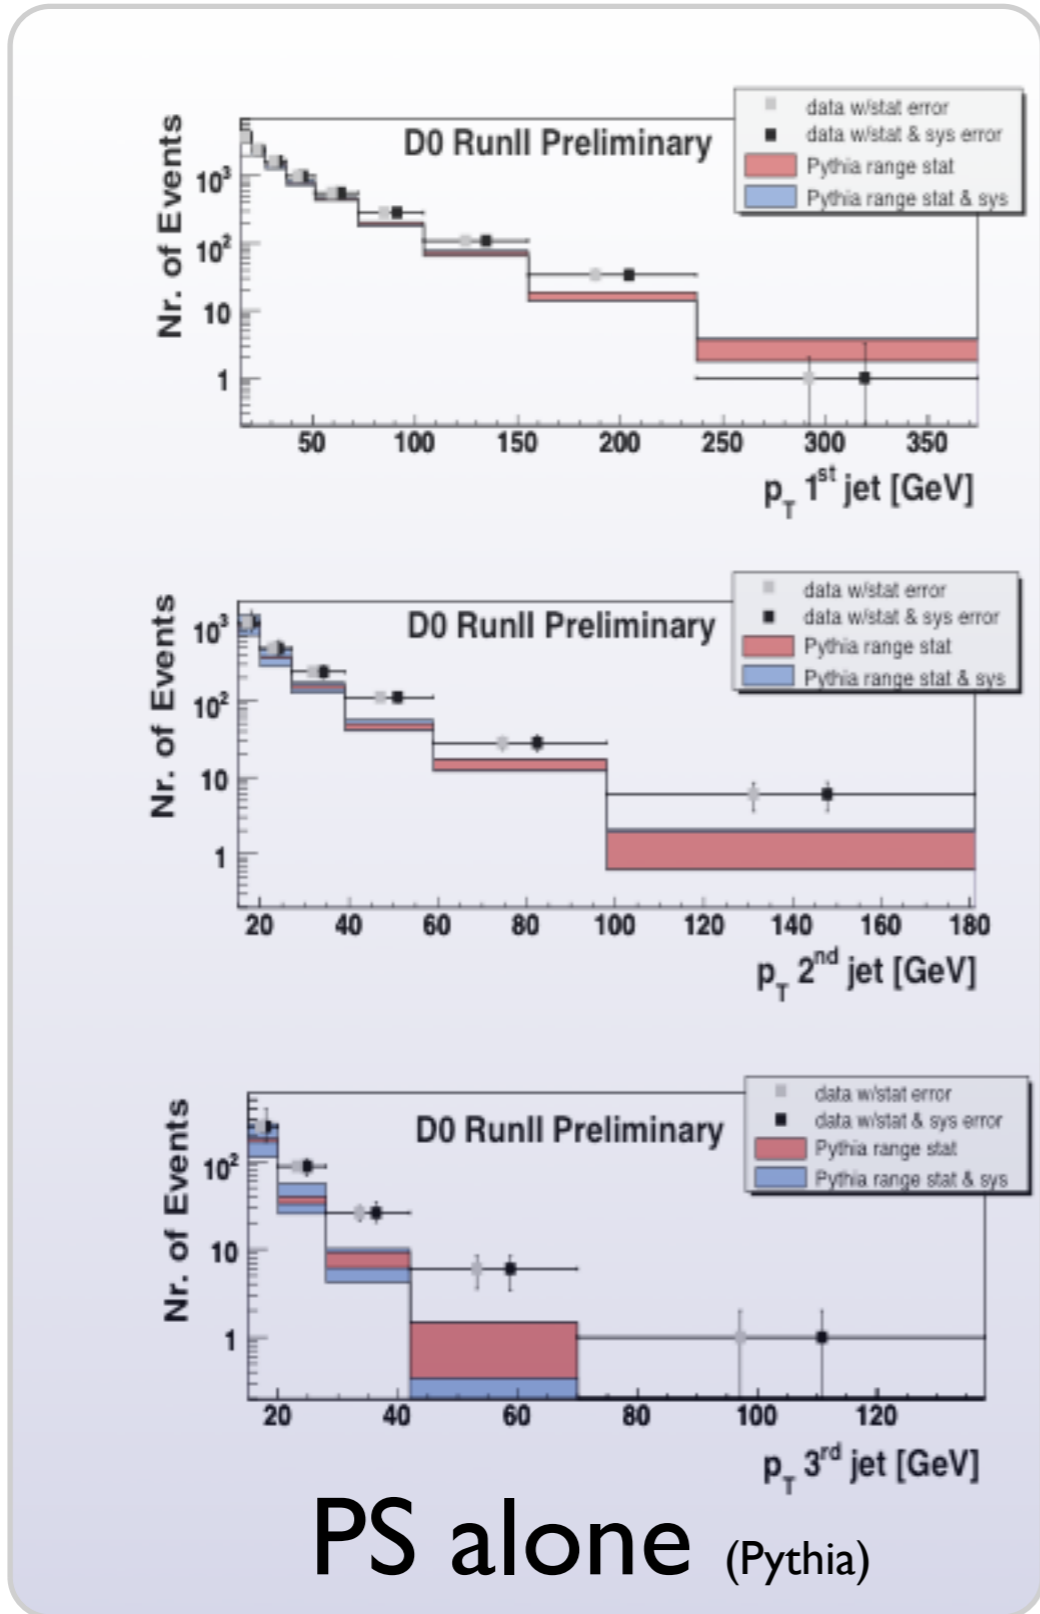 data w/stat error
data w/stat & sys error
Pythia range stat
Pythia range stat & sys
D0 RunII Preliminary
Nr. of Events
10³
10²
10
1
50 100 150 200 250 300 350
p_T 1st jet [GeV]
data w/stat error
data w/stat & sys error
Pythia range stat
Pythia range stat & sys
D0 RunII Preliminary
Nr. of Events
10³
10²
10
1
20 40 60 80 100 120 140 160 180
p_T 2nd jet [GeV]
data w/stat error
data w/stat & sys error
Pythia range stat
Pythia range stat & sys
D0 RunII Preliminary
Nr. of Events
10²
10
1
20 40 60 80 100 120
p_T 3rd jet [GeV]
PS alone (Pythia)